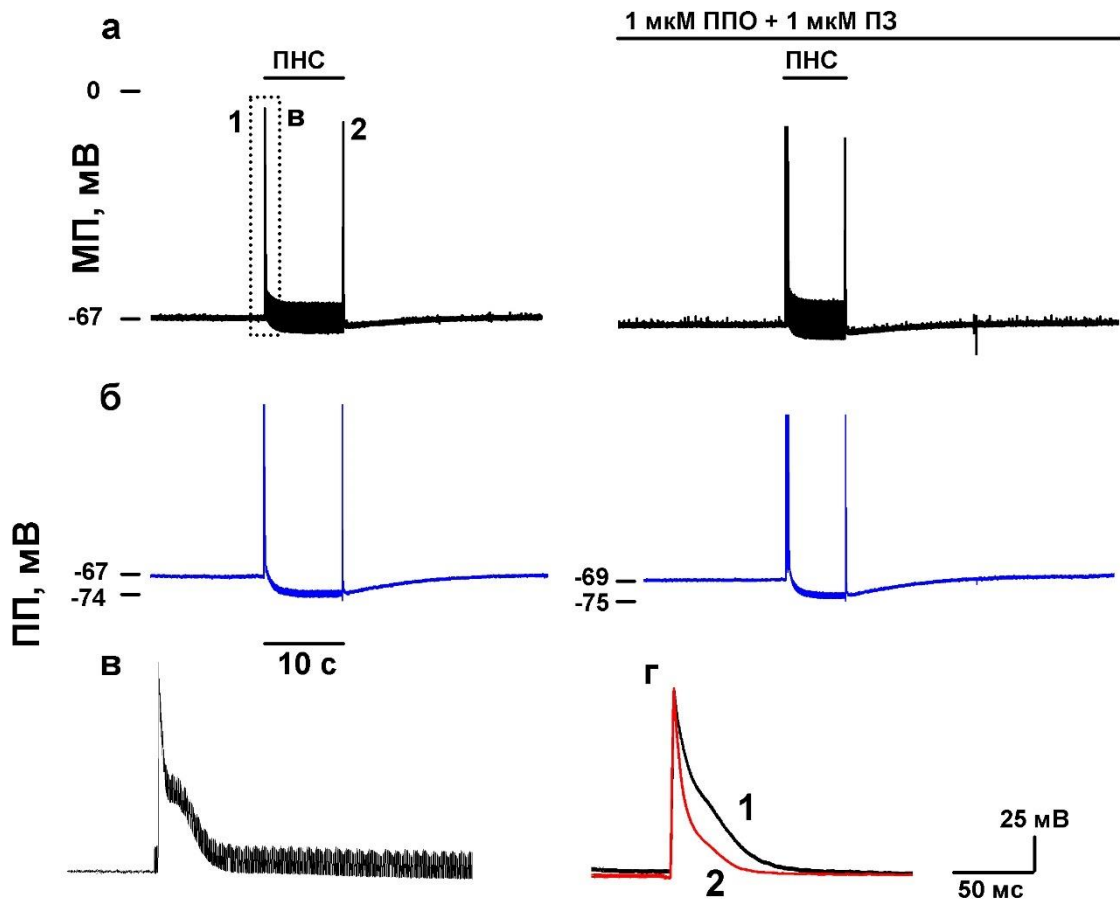 а
1 мкМ ППО + 1 мкМ ПЗ
ПНС
ПНС
0
1
в
2
МП, мВ
-67
б
ПП, мВ
-67
-74
-69
-75
10 с
в
г
1
2
25 мВ
50 мс